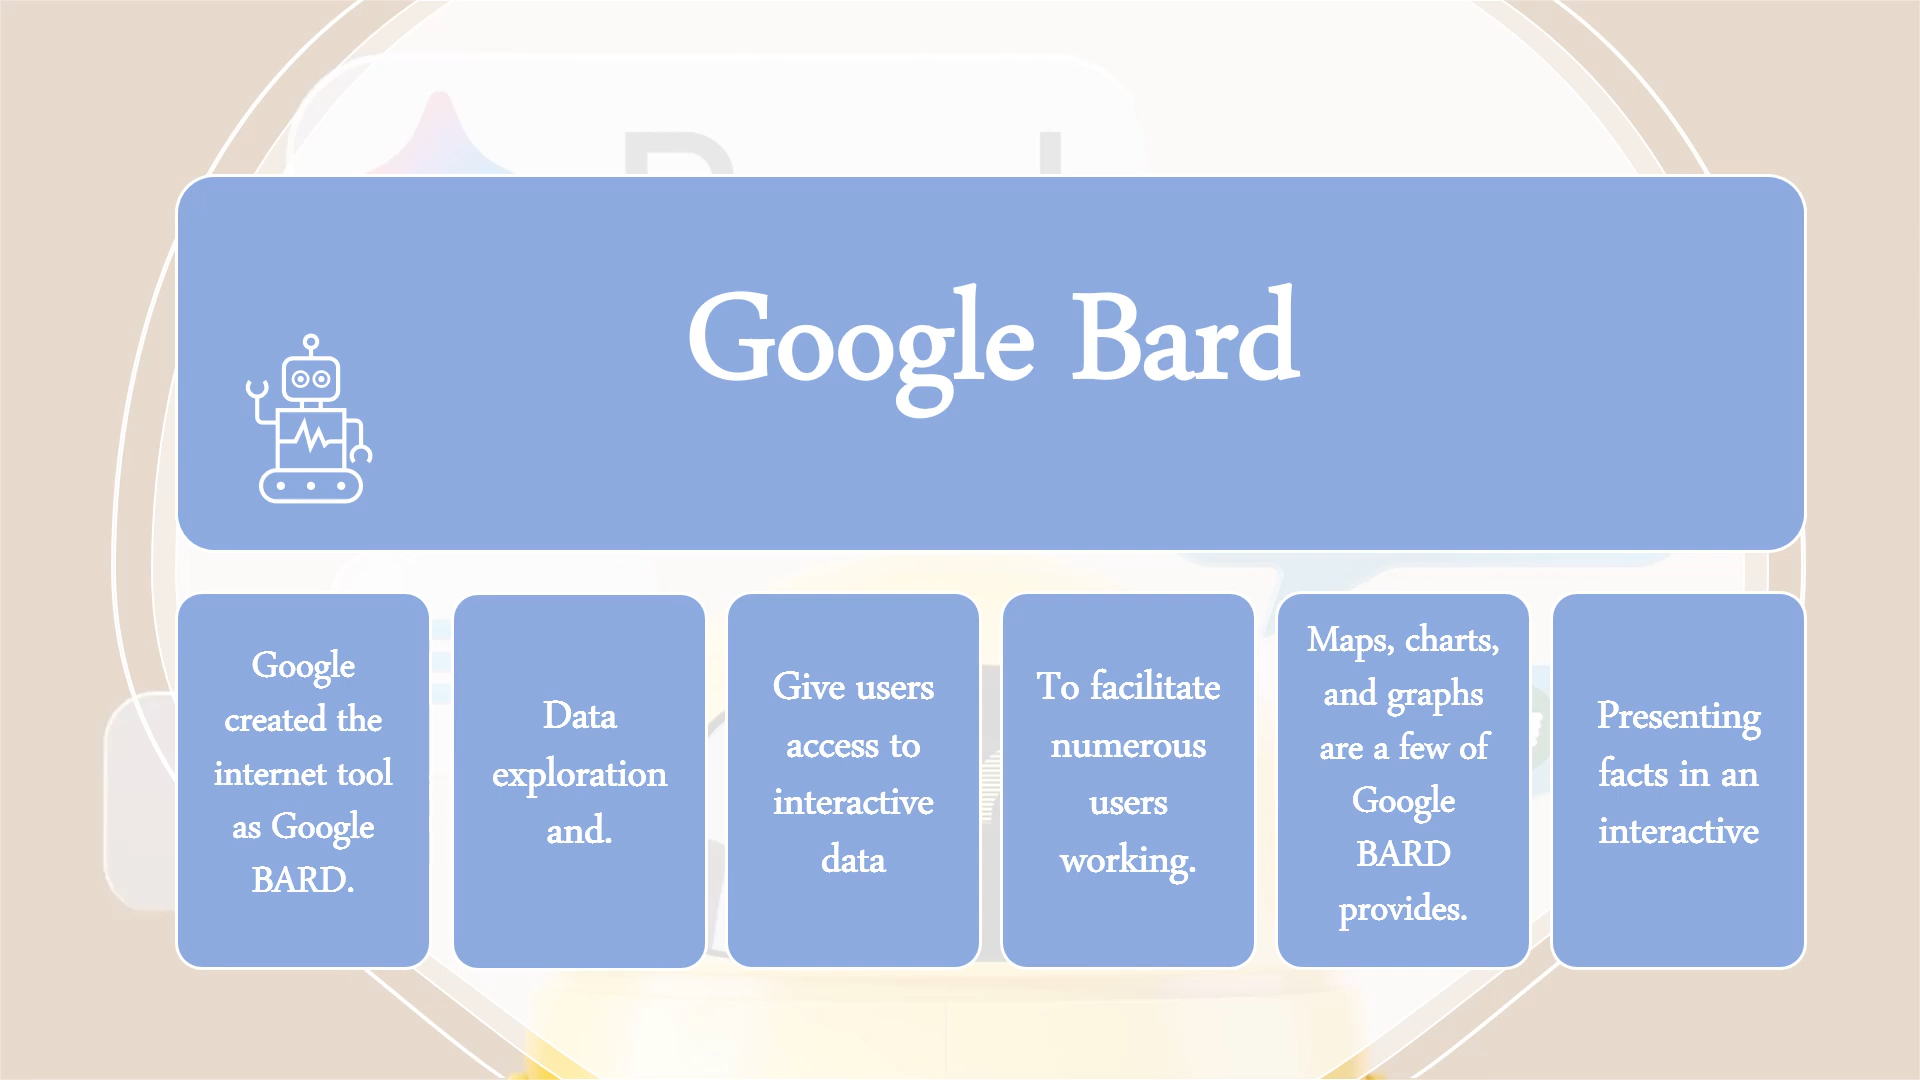 Google Bard
Google
created the
internet tool
as Google
BARD.
Data
exploration
and.
Give users
access to
interactive
data
To facilitate
numerous
users
working.
Maps, charts,
and graphs
are a few of
Google
BARD
provides.
Presenting
facts in an
interactive